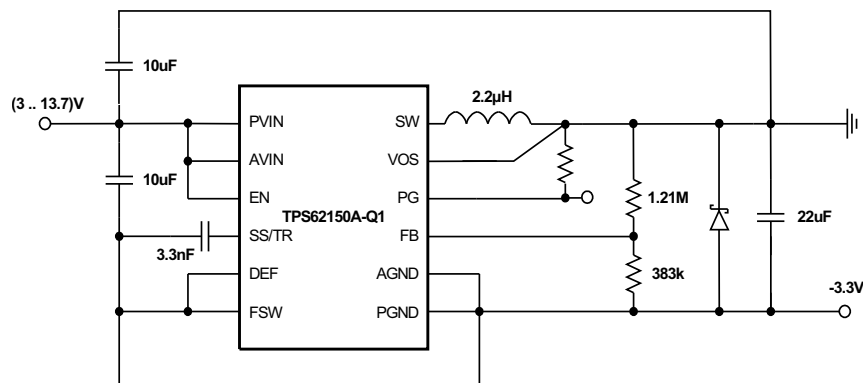 10uF
(3 .. 13.7)V
10uF
3.3nF
PVIN
AVIN
EN
SS/TR
DEF
FSW
TPS62150A-Q1
SW
VOS
PG
FB
AGND
PGND
2.2µH
1.21M
383k
22uF
-3.3V